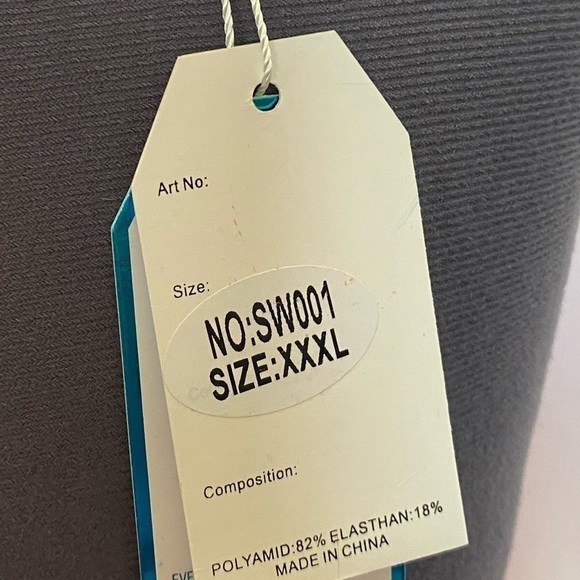 Art No:
Size:
NO:SW001
SIZE:XXXL
Composition:
POLYAMID:82% ELASTHAN:18%
MADE IN CHINA